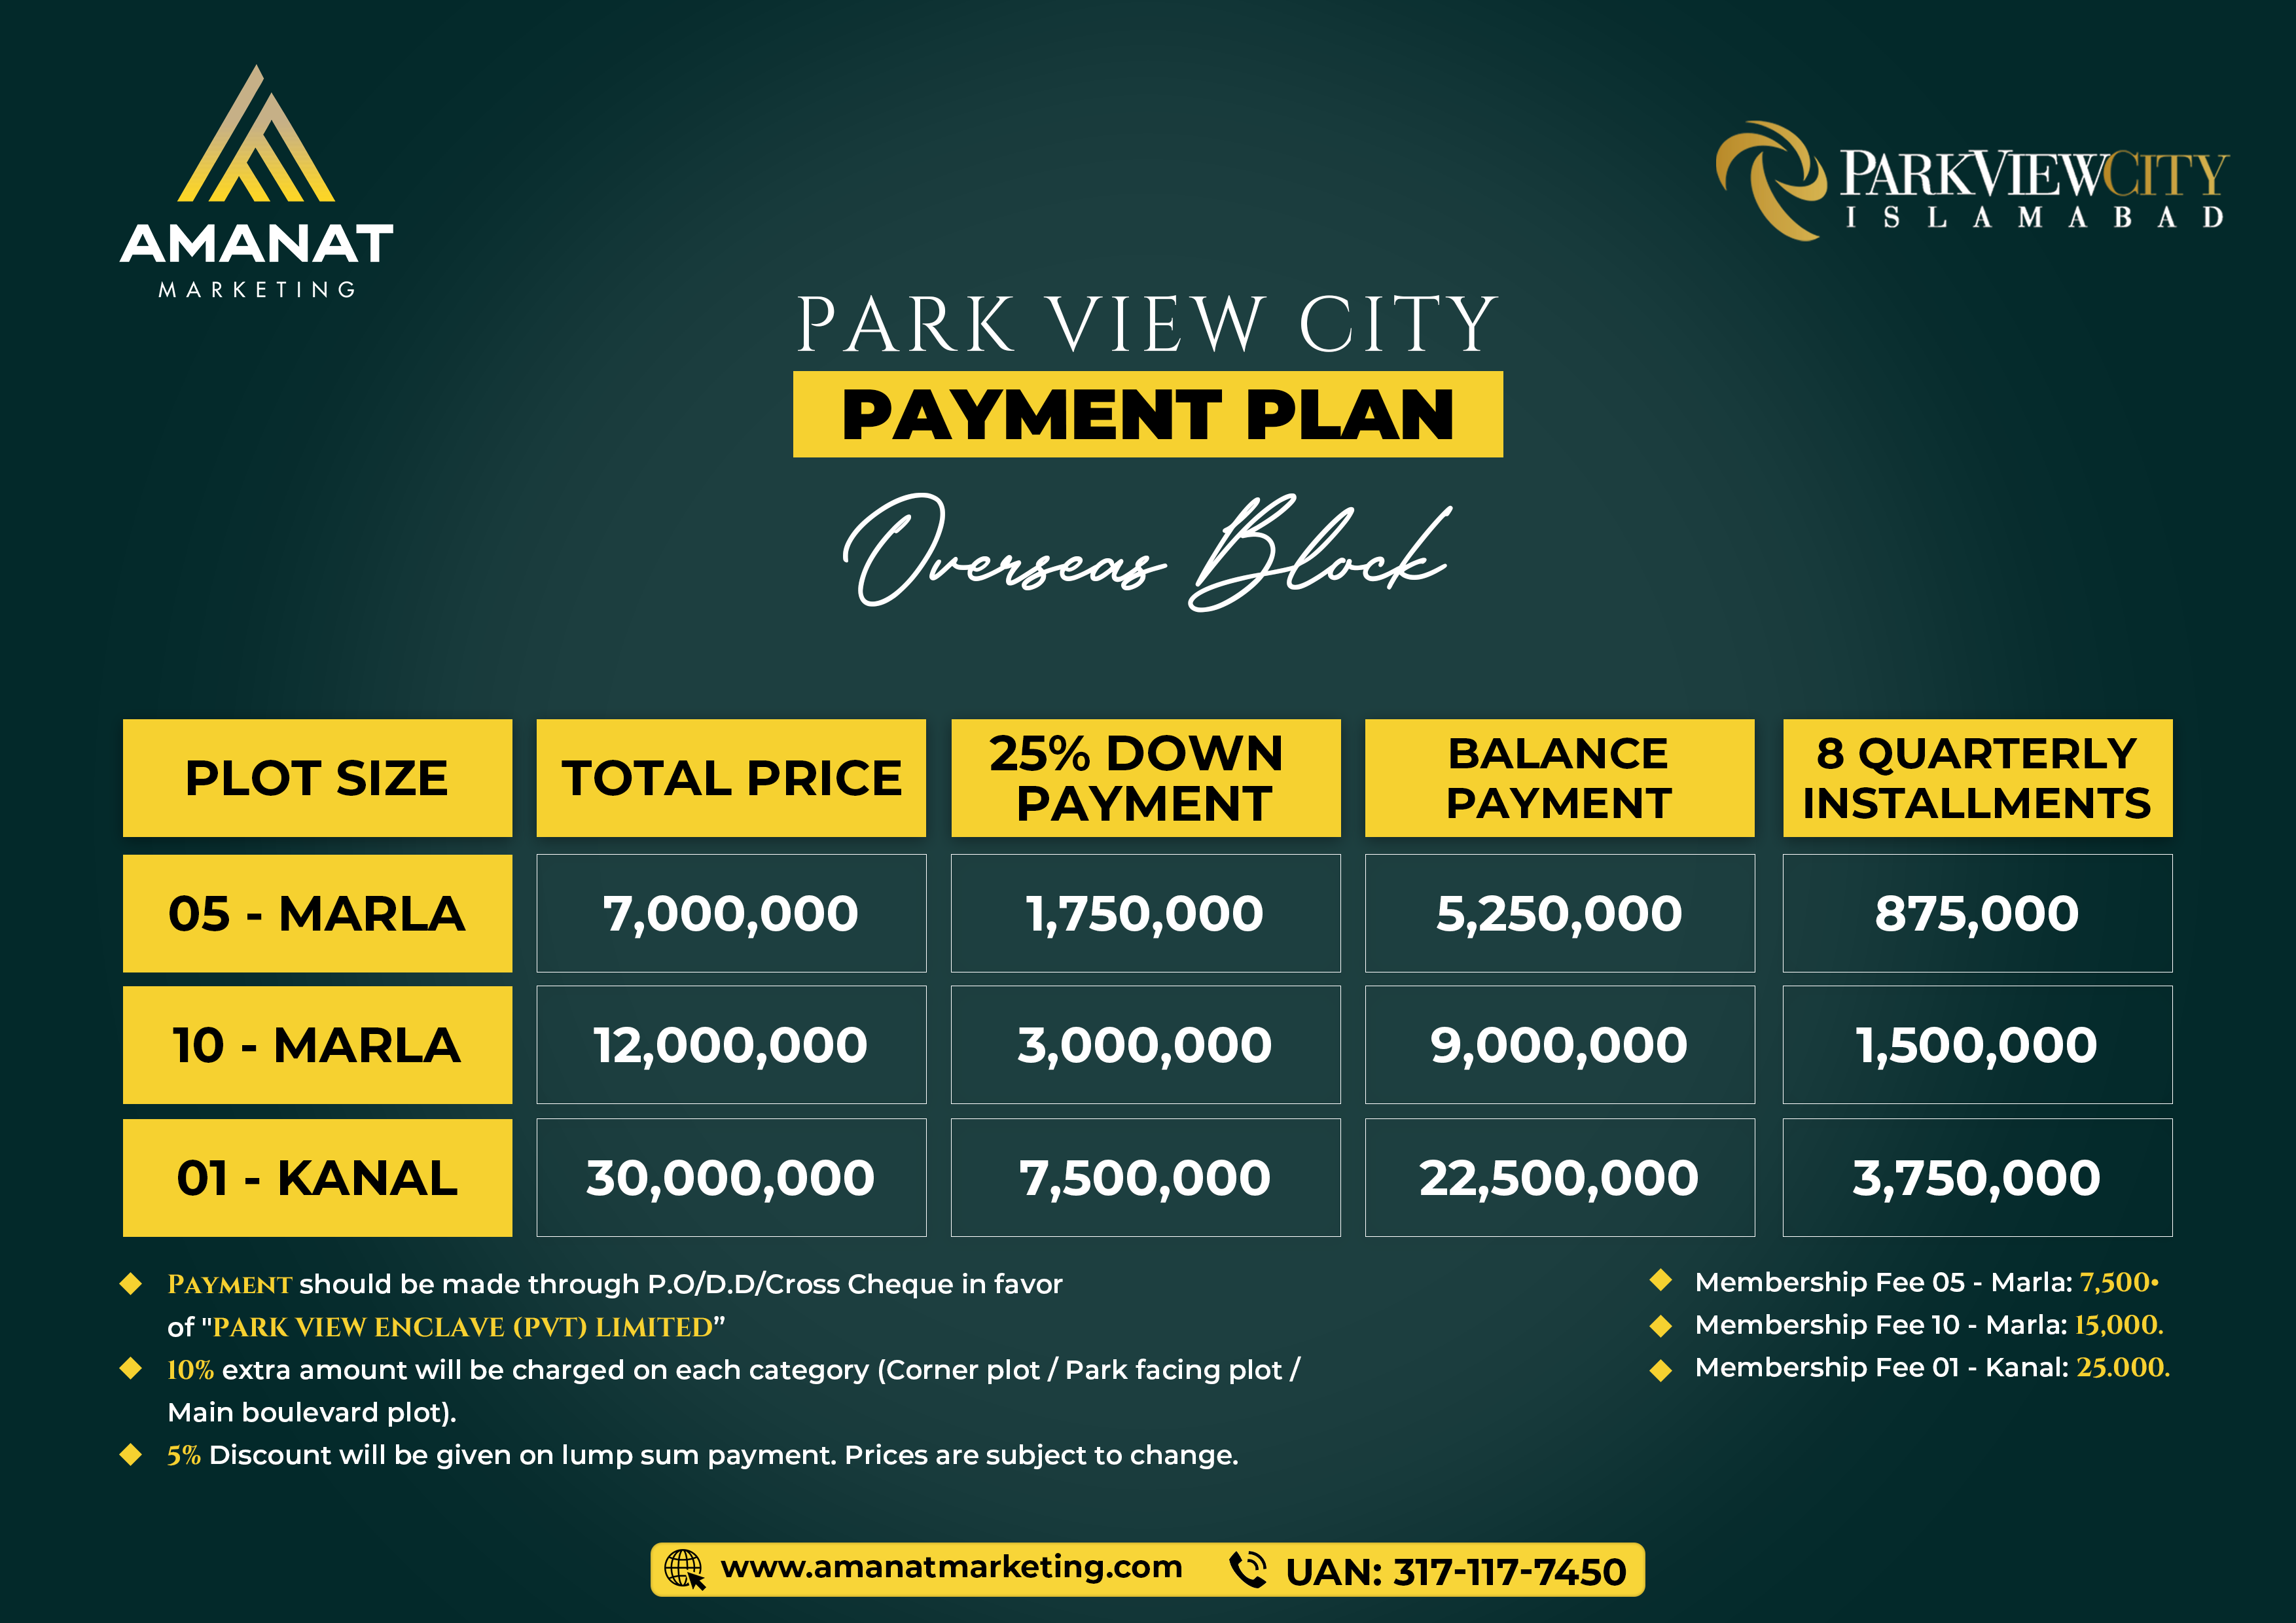 AMANAT
MARKETING
PARKVIEWCITY
ISLAMABAD
PARK VIEW CITY
PAYMENT PLAN
Overseas Block
PLOT SIZE TOTAL PRICE 25% DOWN PAYMENT BALANCE PAYMENT 8 QUARTERLY INSTALLMENTS
05 - MARLA 7,000,000 1,750,000 5,250,000 875,000
10 - MARLA 12,000,000 3,000,000 9,000,000 1,500,000
01 - KANAL 30,000,000 7,500,000 22,500,000 3,750,000
PAYMENT should be made through P.O/D.D/Cross Cheque in favor
of "PARK VIEW ENCLAVE (PVT) LIMITED”
10% extra amount will be charged on each category (Corner plot / Park facing plot /
Main boulevard plot).
5% Discount will be given on lump sum payment. Prices are subject to change.
Membership Fee 05 - Marla: 7,500•
Membership Fee 10 - Marla: 15,000.
Membership Fee 01 - Kanal: 25.000.
www.amanatmarketing.com UAN: 317-117-7450